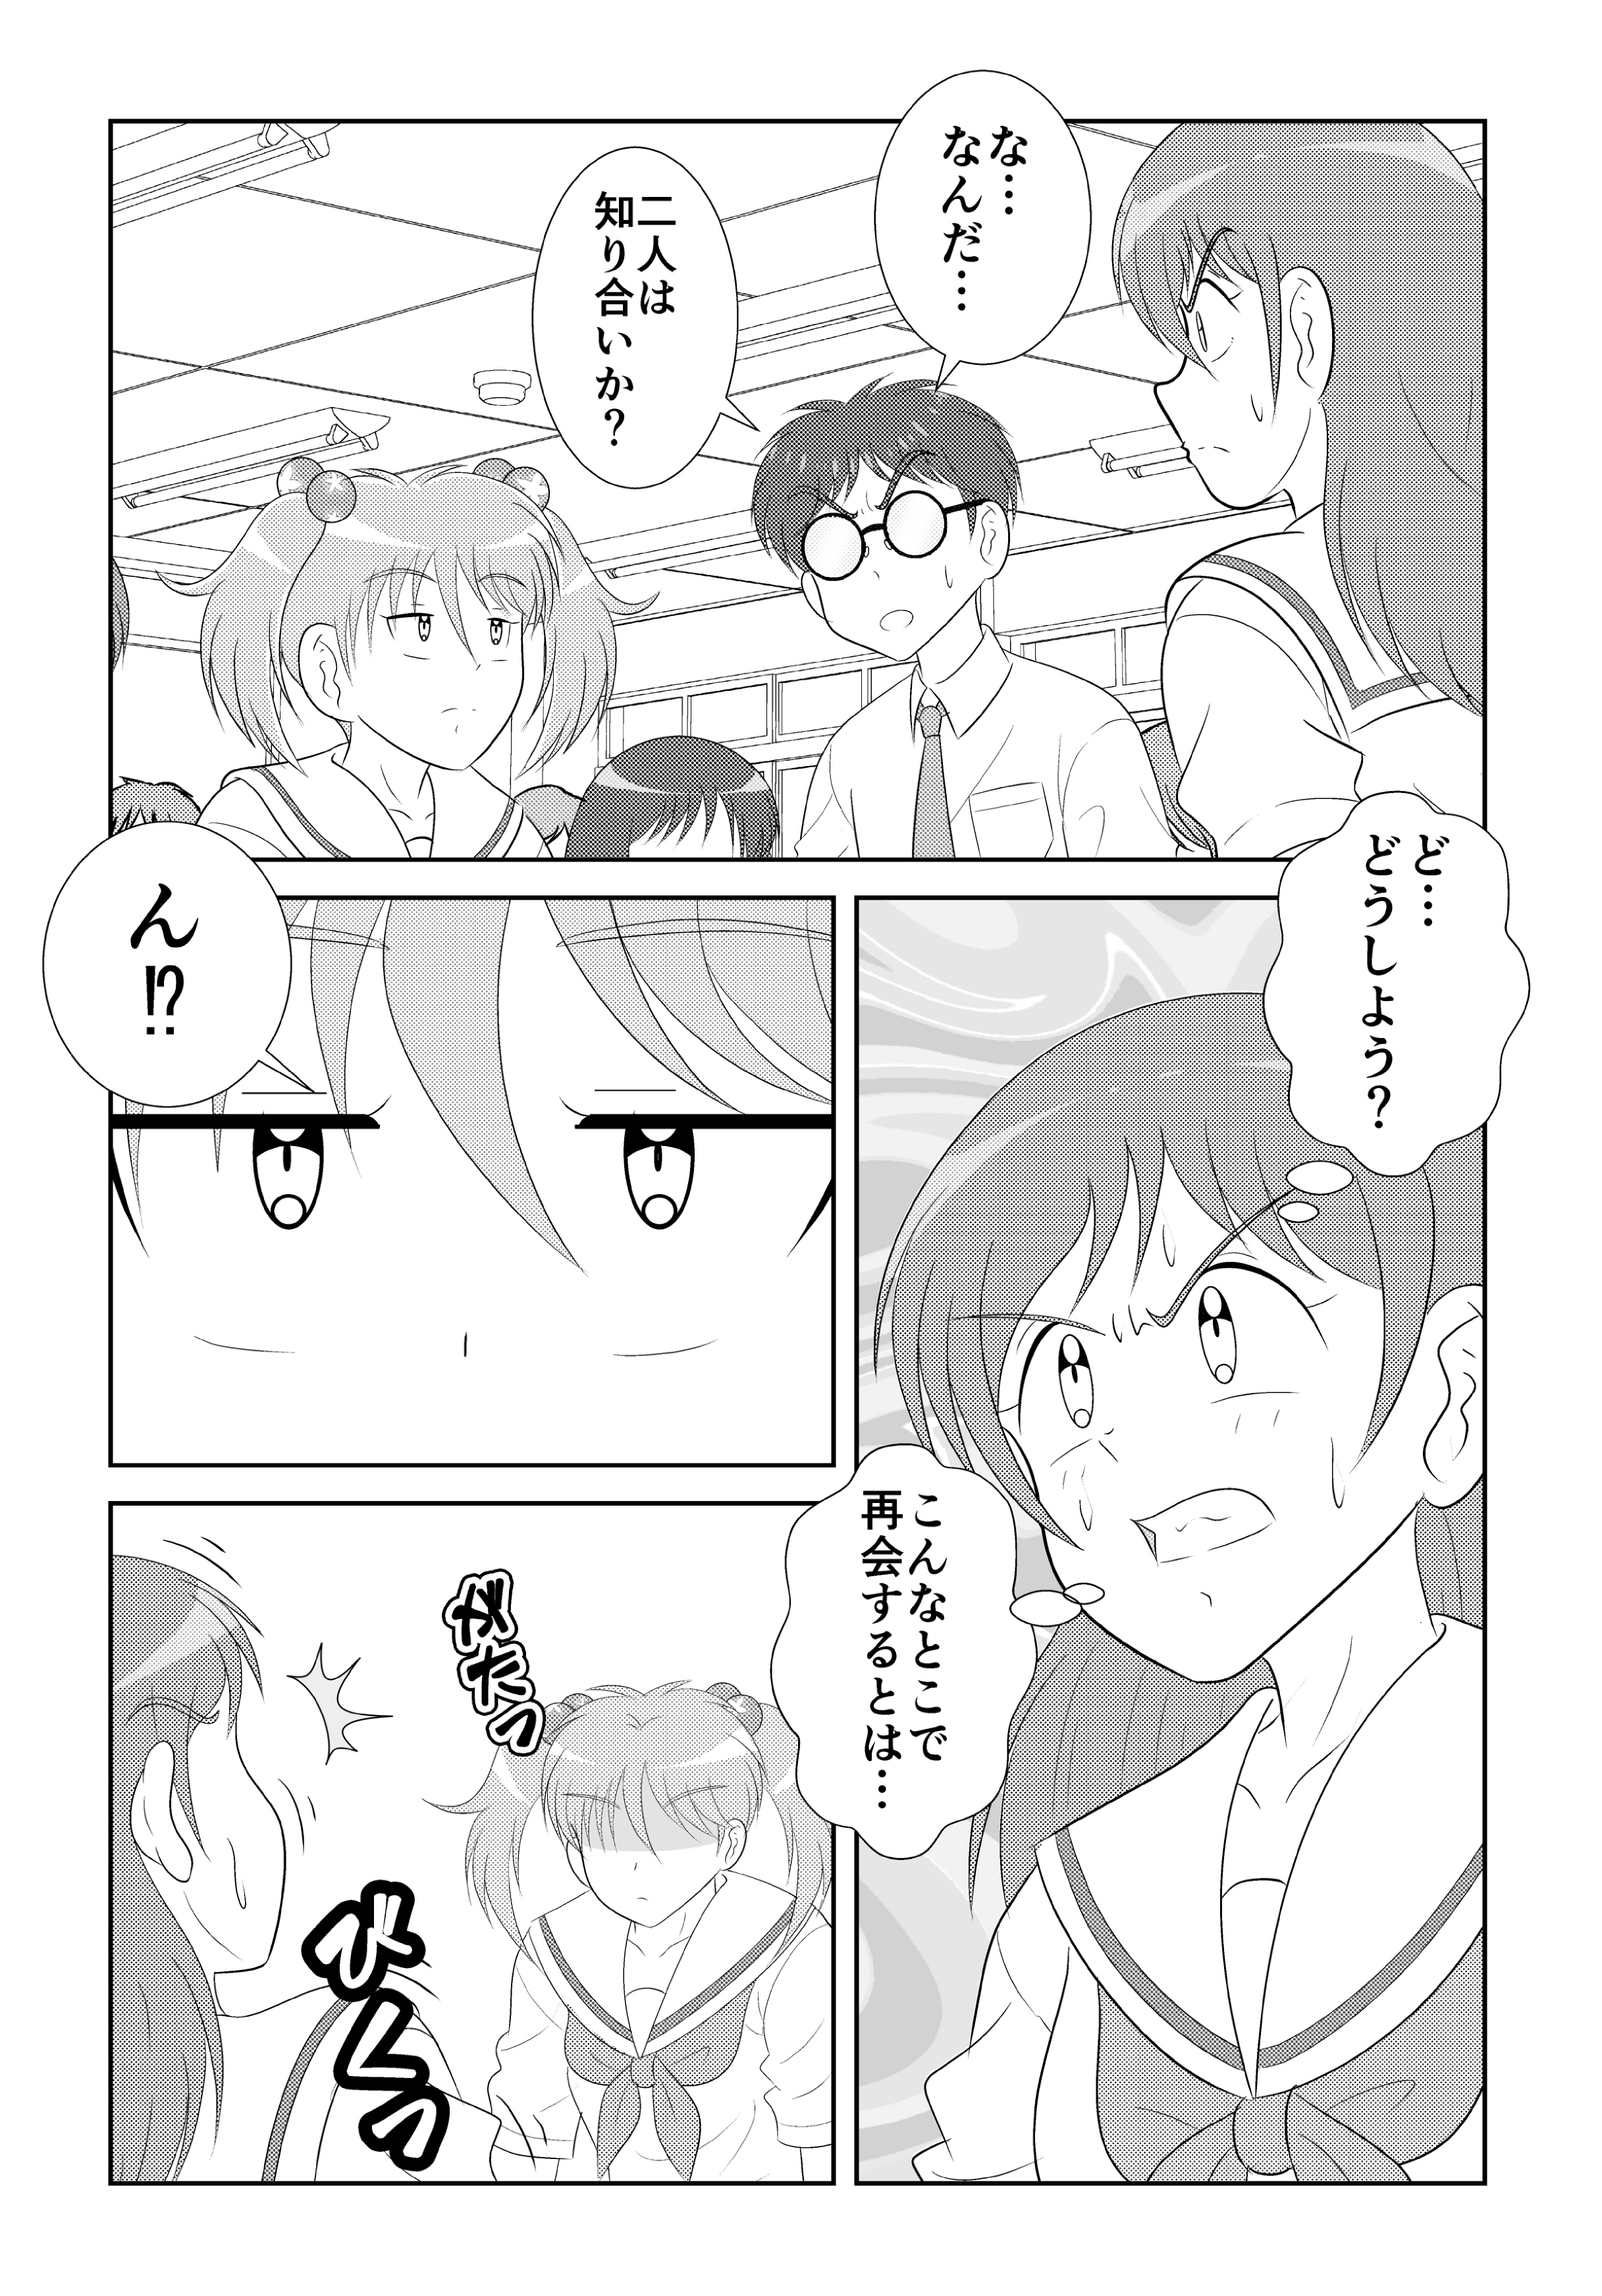 な…
なんだ…
二人は
知り合いか？
ど…
どうしよう？
こんなとこで
再会するとは…
ん!?
がたっ
びくっ